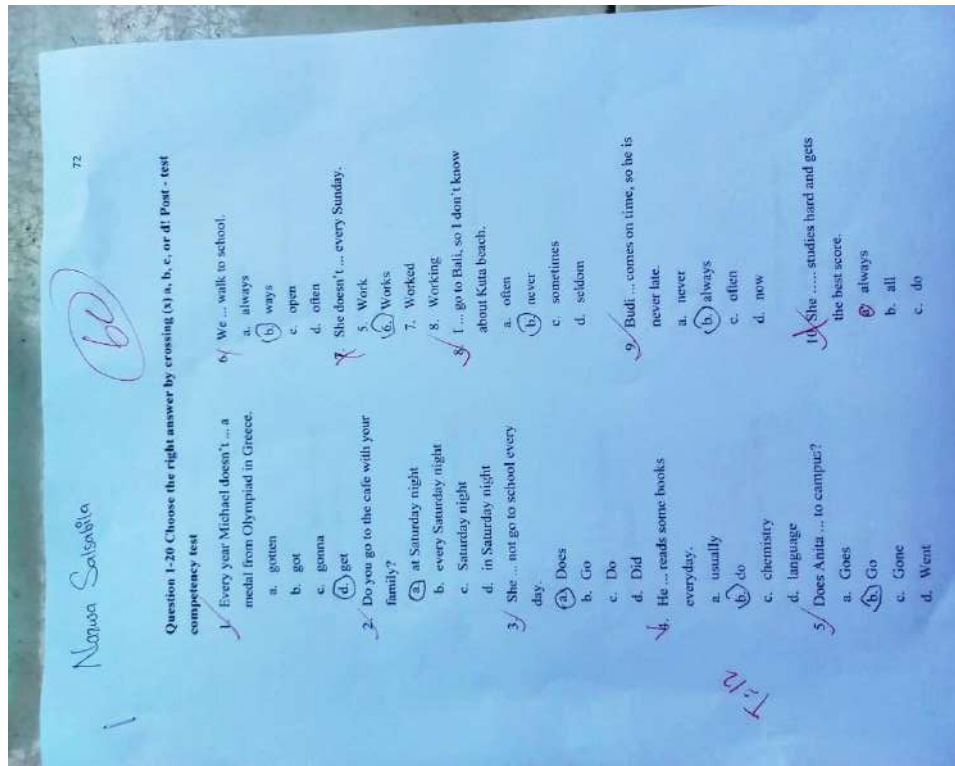 72
Nazwa Salsabila
60
Question 1-20 Choose the right answer by crossing (x) a, b, c, or d! Post - test
competency test
1. Every year Michael doesn't ... a
medal from Olympiad in Greece.
a. gotten
b. got
c. gonna
d. get
2. Do you go to the cafe with your
family?
a. at Saturday night
b. every Saturday night
c. Saturday night
d. in Saturday night
3. She ... not go to school every
day.
a. Does
b. Go
c. Do
d. Did
4. He ... reads some books
everyday.
a. usually
b. do
c. chemistry
d. language
5. Does Anita ... to campus?
a. Goes
b. Go
c. Gone
d. Went
6. We ... walk to school.
a. always
b. ways
c. open
d. often
7. She doesn't ... every Sunday.
5. Work
6. Works
7. Worked
8. Working
8. I ... go to Bali, so I don't know
about Kuta beach.
a. often
b. never
c. sometimes
d. seldom
9. Budi ... comes on time, so he is
never late.
a. never
b. always
c. often
d. now
10. She ...... studies hard and gets
the best score.
a. always
b. all
c. do
T=12